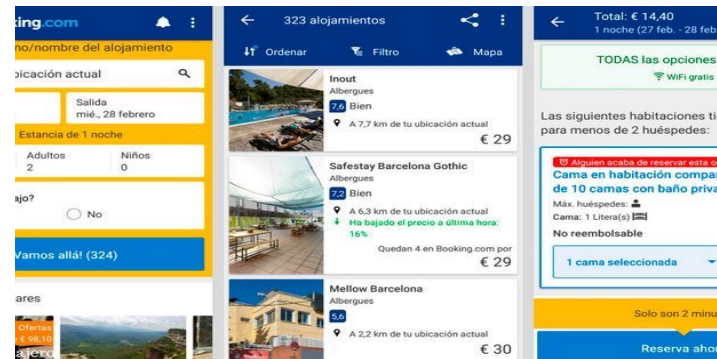 king.com
no/nombre del alojamiento
bicación actual
Salida
mié., 28 febrero
Estancia de 1 noche
Adultos
2
Niños
0
ajo?
No
Vamos allá! (324)
ares
Ofertas
€ 98,10
ajero
323 alojamientos
Ordenar
Filtro
Mapa
Inout
Albergues
7,6 Bien
A 7,7 km de tu ubicación actual
€ 29
Safestay Barcelona Gothic
Albergues
7,2 Bien
A 6,3 km de tu ubicación actual
Ha bajado el precio a última hora:
16%
Quedan 4 en Booking.com por
€ 29
Mellow Barcelona
Albergues
5,6
A 2,2 km de tu ubicación actual
€ 30
Total: € 14,40
1 noche (27 feb. - 28 feb
TODAS las opciones
WiFi gratis
Las siguientes habitaciones ti
para menos de 2 huéspedes:
Alguien acaba de reservar esta o
Cama en habitación compa
de 10 camas con baño priva
Máx. huéspedes:
Cama: 1 Litera(s)
No reembolsable
1 cama seleccionada
Solo son 2 minu
Reserva aho